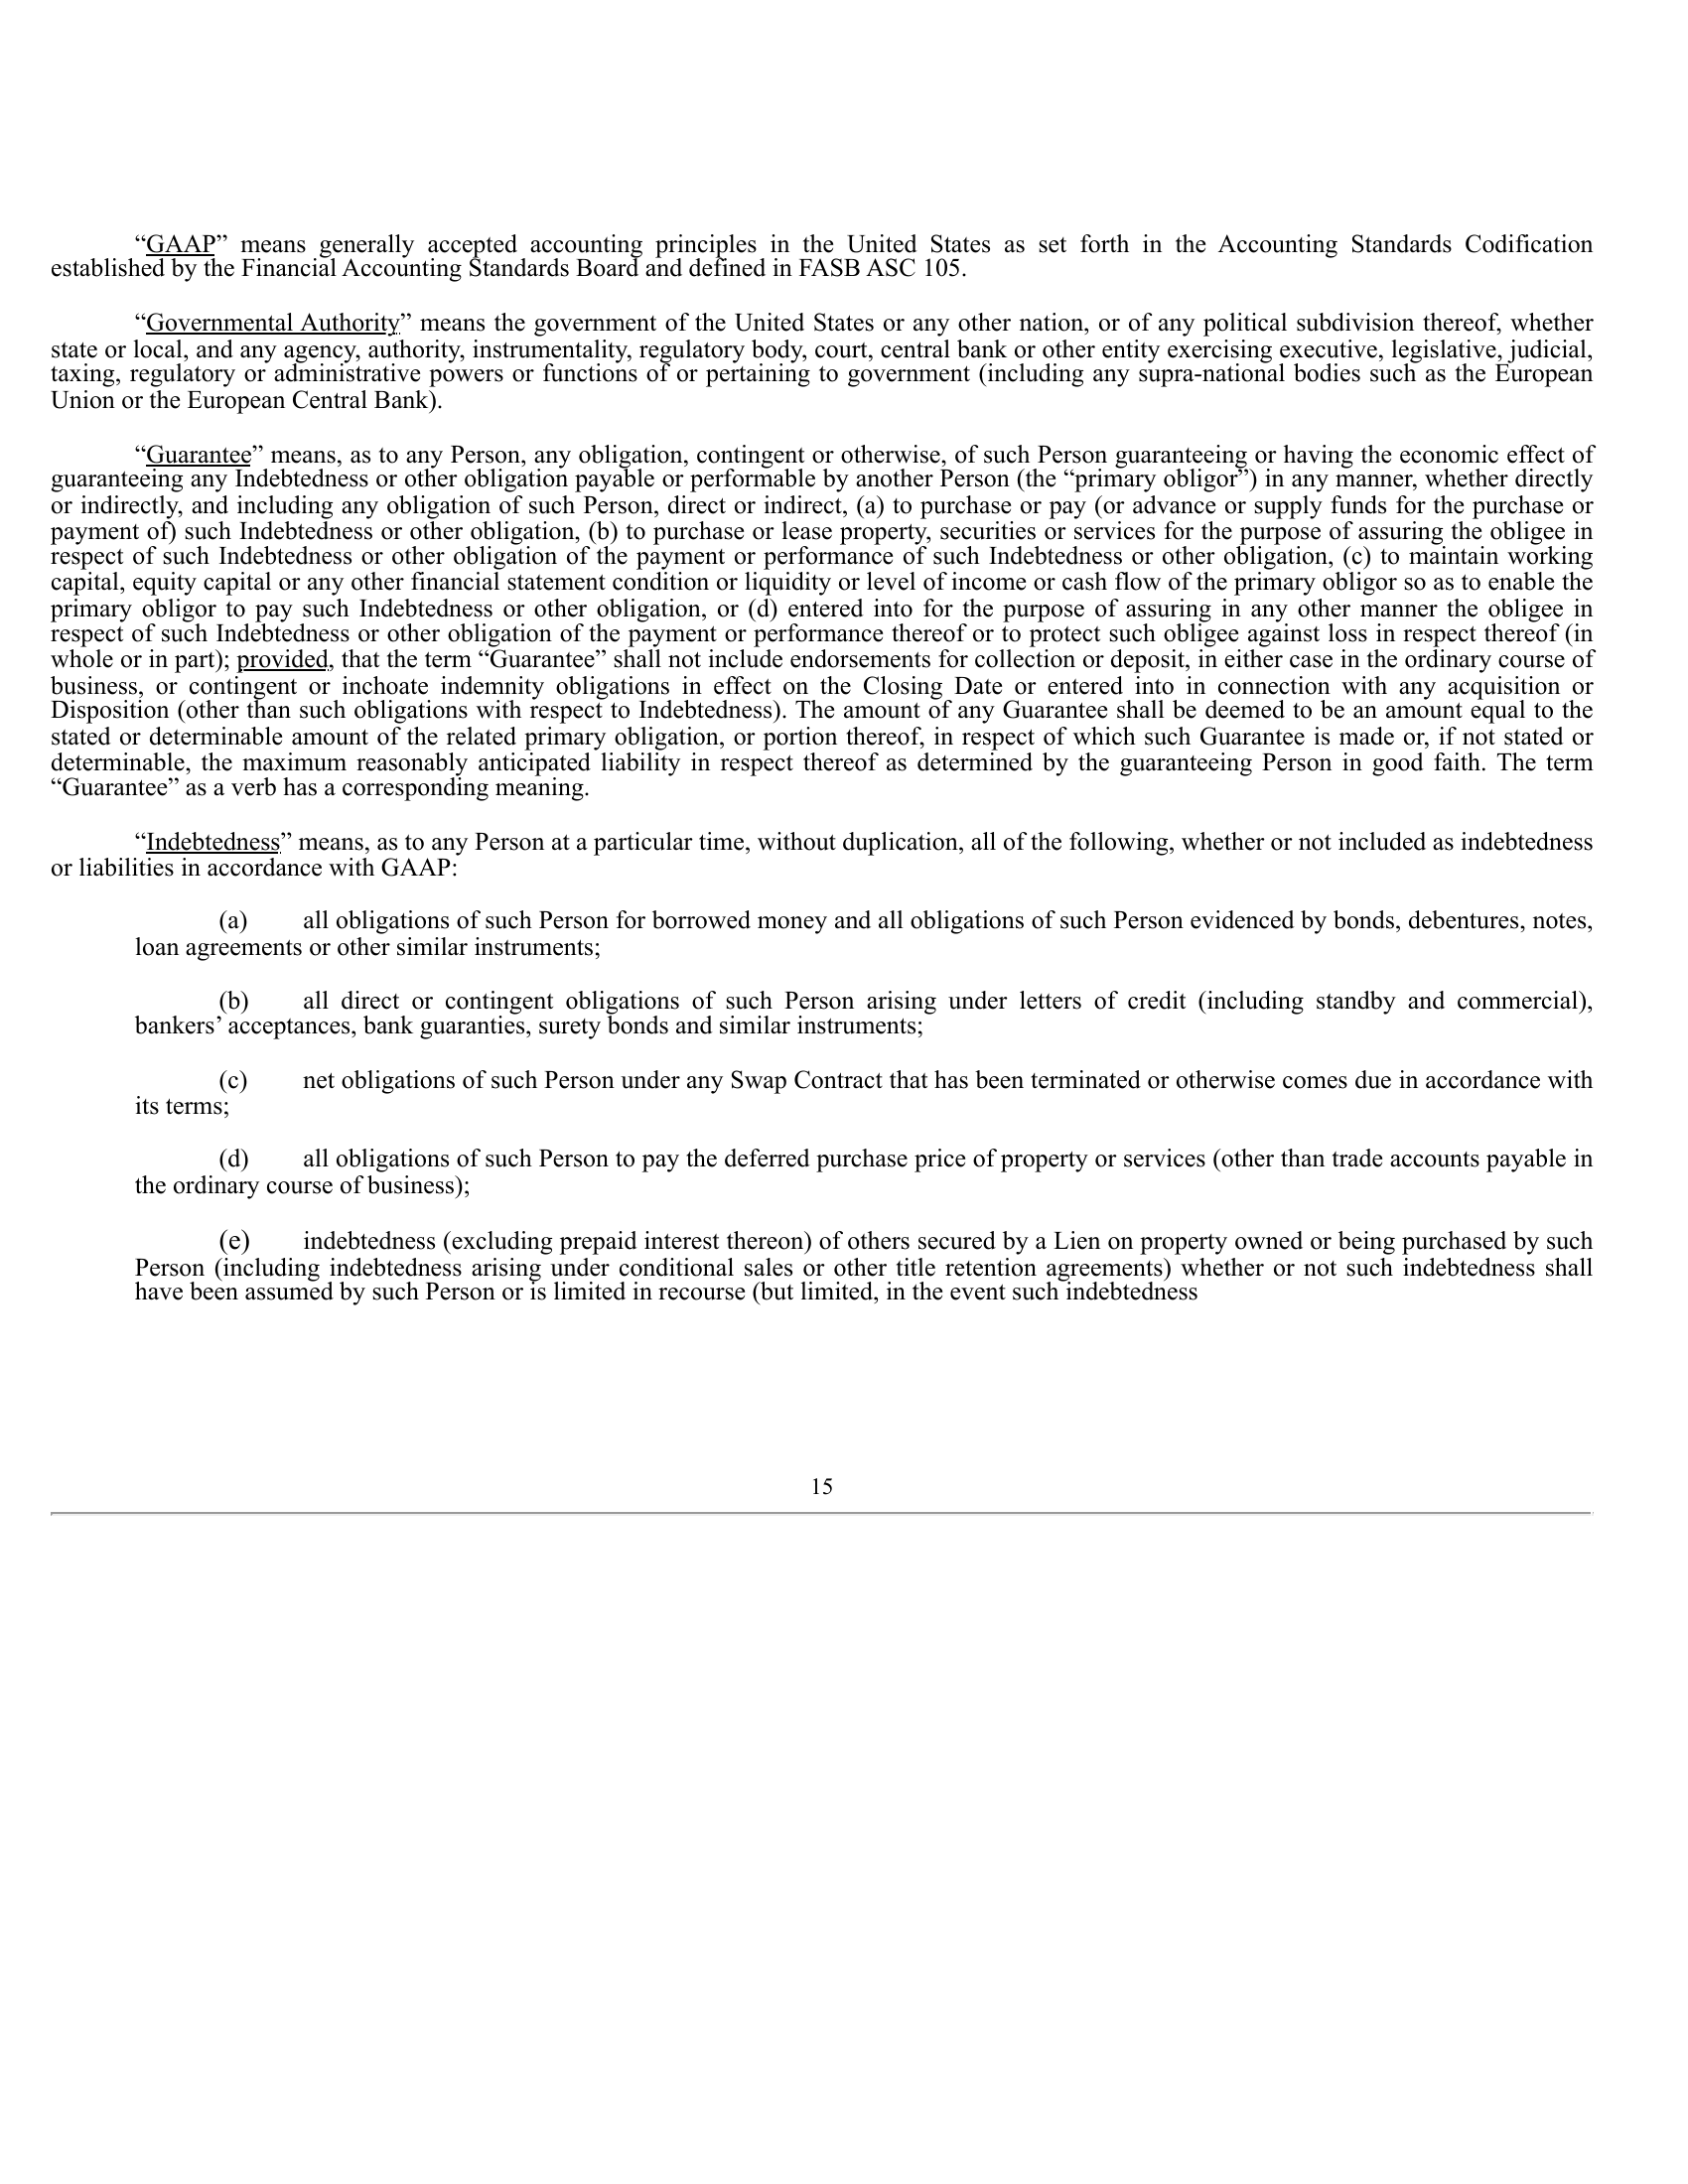 “GAAP” means generally accepted accounting principles in the United States as set forth in the Accounting Standards Codification
established by the Financial Accounting Standards Board and defined in FASB ASC 105.
“Governmental Authority” means the government of the United States or any other nation, or of any political subdivision thereof, whether
state or local, and any agency, authority, instrumentality, regulatory body, court, central bank or other entity exercising executive, legislative, judicial,
taxing, regulatory or administrative powers or functions of or pertaining to government (including any supra-national bodies such as the European
Union or the European Central Bank).
“Guarantee” means, as to any Person, any obligation, contingent or otherwise, of such Person guaranteeing or having the economic effect of
guaranteeing any Indebtedness or other obligation payable or performable by another Person (the “primary obligor”) in any manner, whether directly
or indirectly, and including any obligation of such Person, direct or indirect, (a) to purchase or pay (or advance or supply funds for the purchase or
payment of) such Indebtedness or other obligation, (b) to purchase or lease property, securities or services for the purpose of assuring the obligee in
respect of such Indebtedness or other obligation of the payment or performance of such Indebtedness or other obligation, (c) to maintain working
capital, equity capital or any other financial statement condition or liquidity or level of income or cash flow of the primary obligor so as to enable the
primary obligor to pay such Indebtedness or other obligation, or (d) entered into for the purpose of assuring in any other manner the obligee in
respect of such Indebtedness or other obligation of the payment or performance thereof or to protect such obligee against loss in respect thereof (in
whole or in part); provided, that the term “Guarantee” shall not include endorsements for collection or deposit, in either case in the ordinary course of
business, or contingent or inchoate indemnity obligations in effect on the Closing Date or entered into in connection with any acquisition or
Disposition (other than such obligations with respect to Indebtedness). The amount of any Guarantee shall be deemed to be an amount equal to the
stated or determinable amount of the related primary obligation, or portion thereof, in respect of which such Guarantee is made or, if not stated or
determinable, the maximum reasonably anticipated liability in respect thereof as determined by the guaranteeing Person in good faith. The term
“Guarantee” as a verb has a corresponding meaning.
“Indebtedness” means, as to any Person at a particular time, without duplication, all of the following, whether or not included as indebtedness
or liabilities in accordance with GAAP:
(a) all obligations of such Person for borrowed money and all obligations of such Person evidenced by bonds, debentures, notes,
loan agreements or other similar instruments;
(b) all direct or contingent obligations of such Person arising under letters of credit (including standby and commercial),
bankers’ acceptances, bank guaranties, surety bonds and similar instruments;
(c) net obligations of such Person under any Swap Contract that has been terminated or otherwise comes due in accordance with
its terms;
(d) all obligations of such Person to pay the deferred purchase price of property or services (other than trade accounts payable in
the ordinary course of business);
(e) indebtedness (excluding prepaid interest thereon) of others secured by a Lien on property owned or being purchased by such
Person (including indebtedness arising under conditional sales or other title retention agreements) whether or not such indebtedness shall
have been assumed by such Person or is limited in recourse (but limited, in the event such indebtedness
15